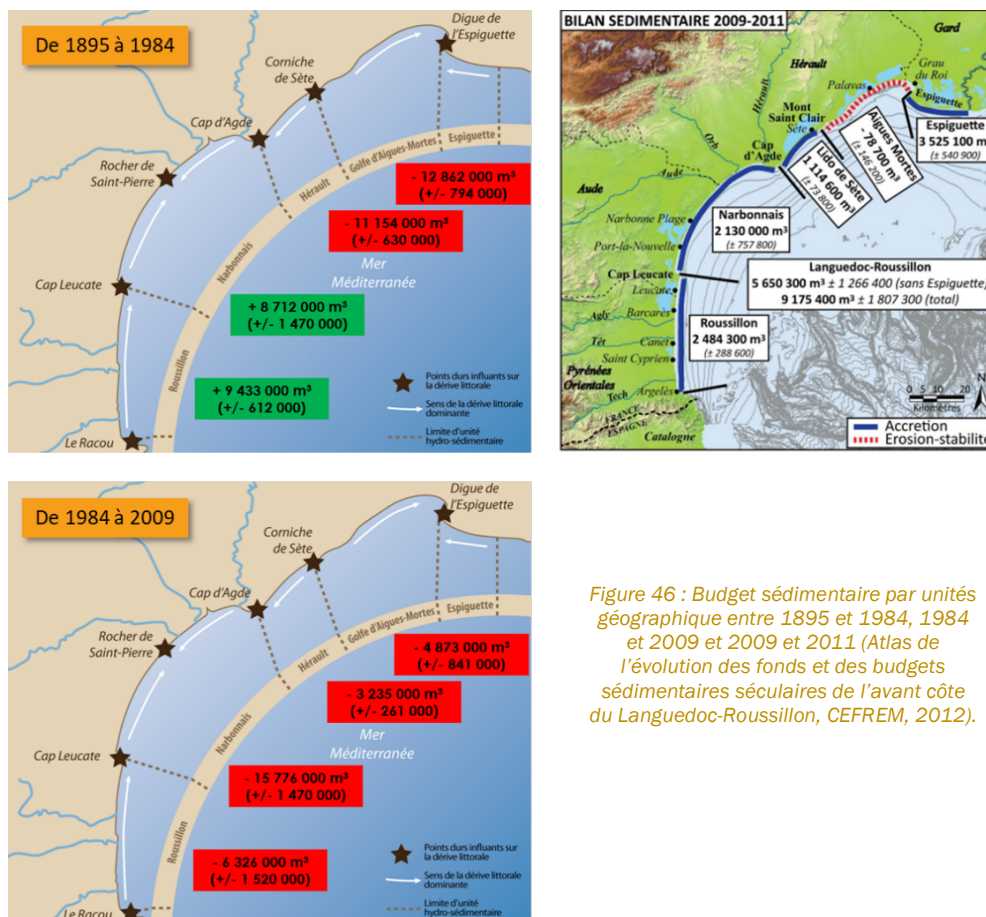 De 1895 à 1984
Digue de
l'Espiguette
Corniche
de Sète
Cap d'Agde
Rocher de
Saint-Pierre
Cap Leucate
Le Racou
Espiguette
Golfe d'Aigues-Mortes
Hérault
Narbonnais
Roussillon
- 12 862 000 m³
(+/- 794 000)
- 11 154 000 m³
(+/- 630 000)
Mer
Méditerranée
+ 8 712 000 m³
(+/- 1 470 000)
+ 9 433 000 m³
(+/- 612 000)
Points durs influants sur
la dérive littorale
Sens de la dérive littorale
dominante
Limite d'unité
hydro-sédimentaire
BILAN SEDIMENTAIRE 2009-2011
Gard
Hérault
Grau
du Roi
Palavas
Espiguette
Hérault
Mont
Saint Clair
Sète
Cap
d'Agde
Orb
Aude
Aude
Espiguette
3 525 100 m
(± 540 900)
Aigues Mortes
- 78 700 m³
(± 146 200)
Lido de Sète
1 114 600 m³
(± 73 800)
Narbonnais
2 130 000 m³
(± 757 800)
Narbonne Plage
Port-la-Nouvelle
Cap Leucate
Leucate
Languedoc-Roussillon
5 650 300 m³ ± 1 266 400 (sans Espiguette)
9 175 400 m³ ± 1 807 300 (total)
Barcarès
Agly
Roussillon
2 484 300 m³
(± 288 600)
Têt
Canet
Saint Cyprien
Pyrénées
Orientales
Tech
Argelès
FRANCE
ESPAGNE
Catalogne
0 5 10 20
Kilomètres
N
Accretion
Erosion-stabilité
De 1984 à 2009
Digue de
l'Espiguette
Corniche
de Sète
Cap d'Agde
Rocher de
Saint-Pierre
Cap Leucate
Le Racou
Espiguette
Golfe d'Aigues-Mortes
Hérault
Narbonnais
Roussillon
- 4 873 000 m³
(+/- 841 000)
- 3 235 000 m³
(+/- 261 000)
Mer
Méditerranée
- 15 776 000 m³
(+/- 1 470 000)
- 6 326 000 m³
(+/- 1 520 000)
Points durs influants sur
la dérive littorale
Sens de la dérive littorale
dominante
Limite d'unité
hydro-sédimentaire
Figure 46 : Budget sédimentaire par unités
géographique entre 1895 et 1984, 1984
et 2009 et 2009 et 2011 (Atlas de
l'évolution des fonds et des budgets
sédimentaires séculaires de l'avant côte
du Languedoc-Roussillon, CEFREM, 2012).